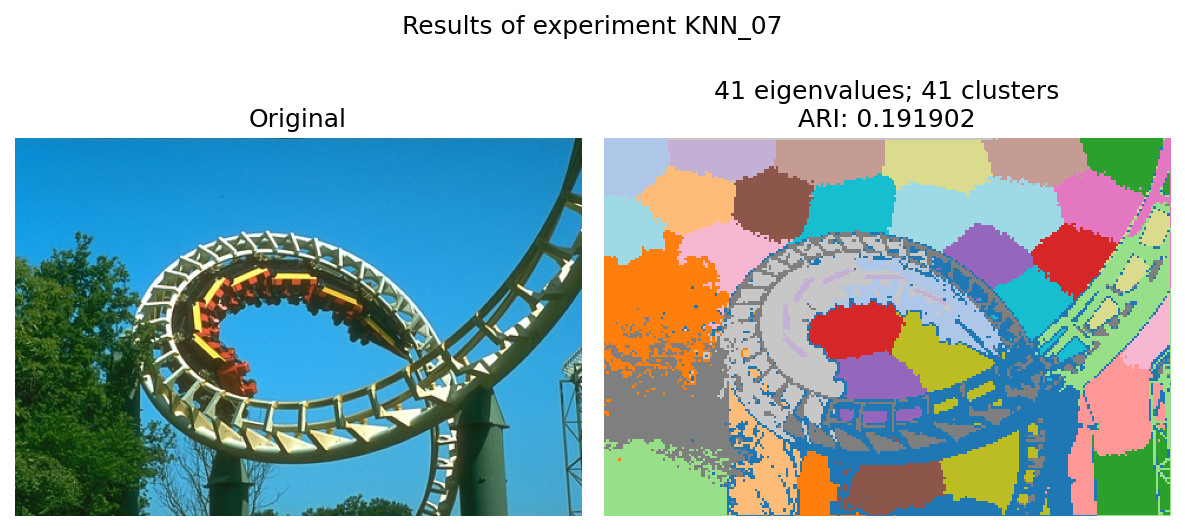 Results of experiment KNN_07
Original
41 eigenvalues; 41 clusters
ARI: 0.191902